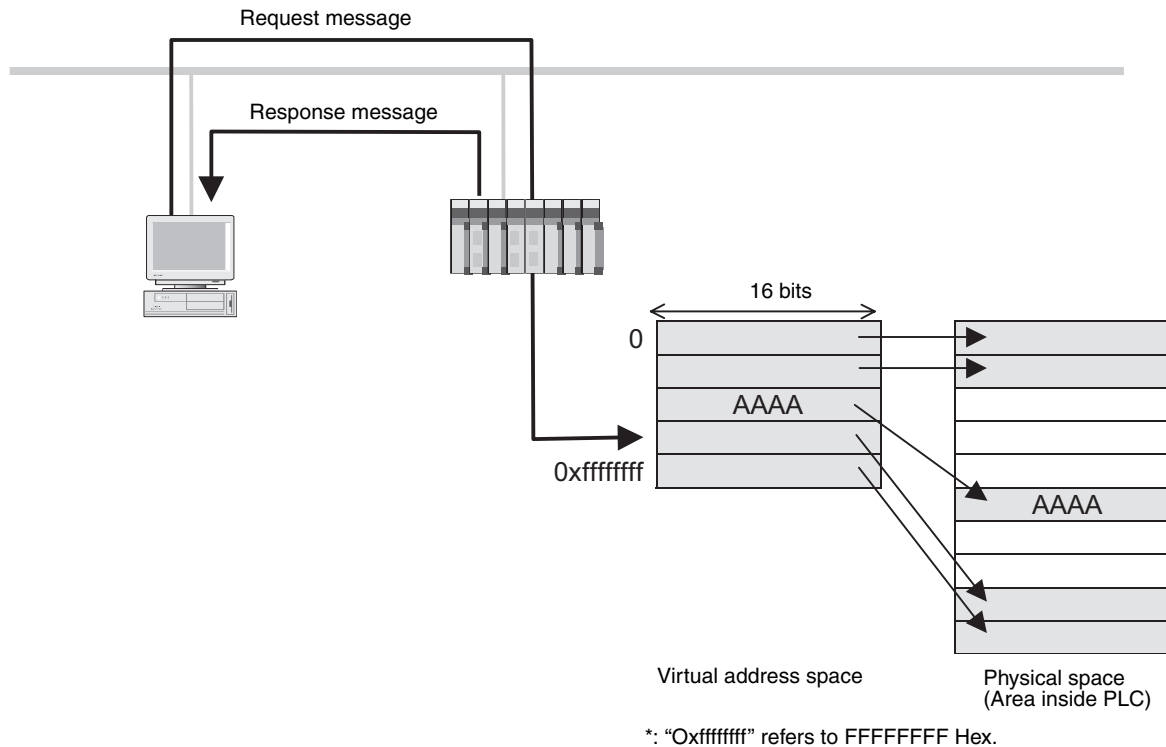 Request message
Response message
16 bits
0
AAAA
0xffffffff
AAAA
Virtual address space
Physical space
(Area inside PLC)
*: “Oxffffffff” refers to FFFFFFFF Hex.